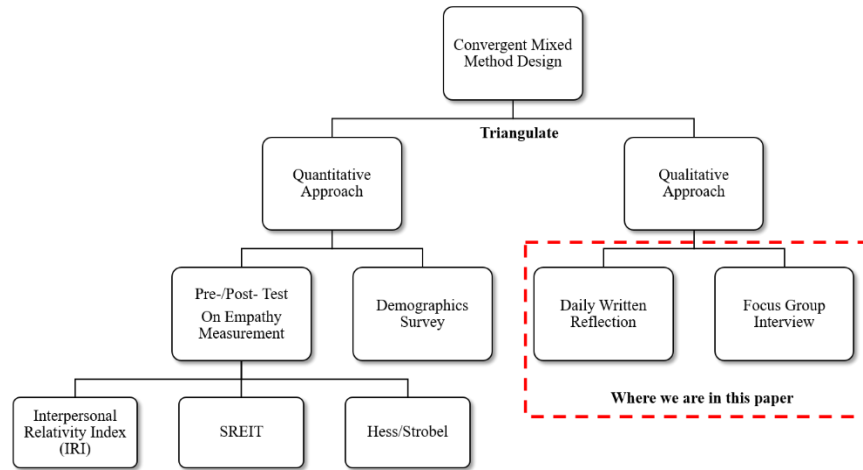 Convergent Mixed
Method Design
Triangulate
Quantitative
Approach
Qualitative
Approach
Pre-/Post- Test
On Empathy
Measurement
Demographics
Survey
Daily Written
Reflection
Focus Group
Interview
Where we are in this paper
Interpersonal
Relativity Index
(IRI)
SREIT
Hess/Strobel